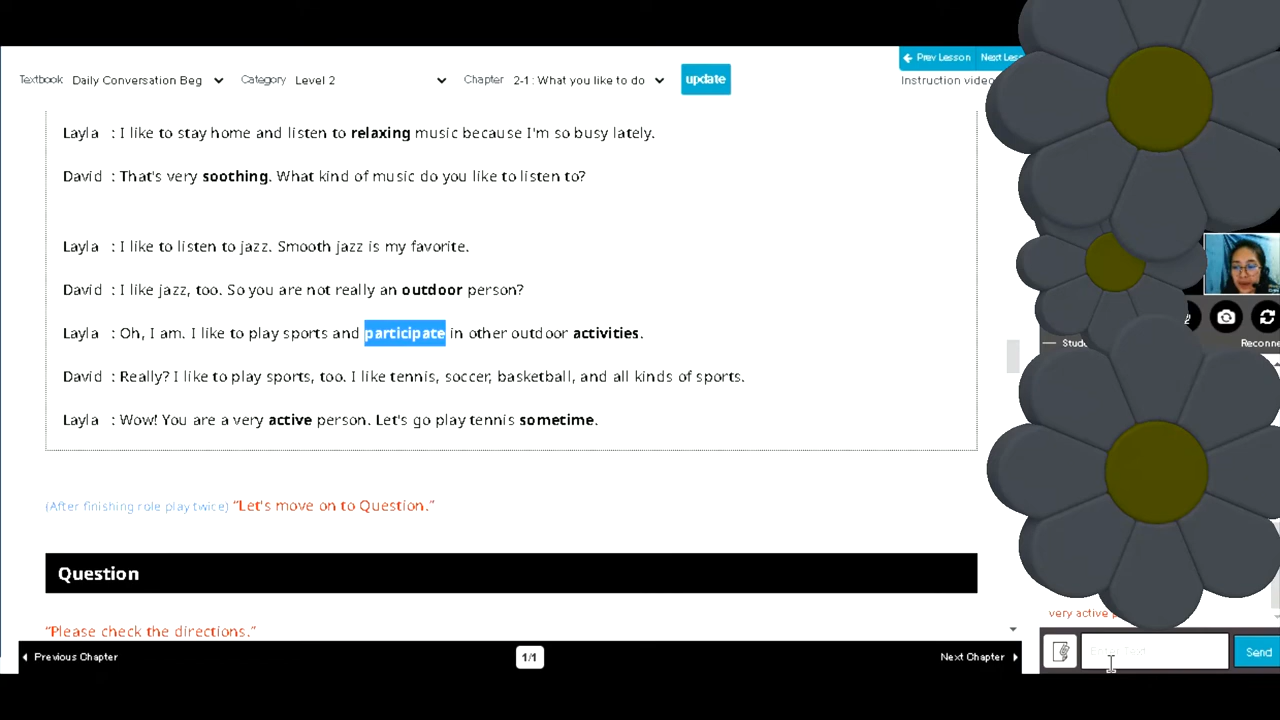 Prev Lesson Next Less
Textbook Daily Conversation Beg Category Level 2 Chapter 2-1 : What you like to do update Instruction video
Layla : I like to stay home and listen to relaxing music because I'm so busy lately.
David : That's very soothing. What kind of music do you like to listen to?
Layla : I like to listen to jazz. Smooth jazz is my favorite.
David : I like jazz, too. So you are not really an outdoor person?
Layla : Oh, I am. I like to play sports and participate in other outdoor activities.
Stude Reconne
David : Really? I like to play sports, too. I like tennis, soccer, basketball, and all kinds of sports.
Layla : Wow! You are a very active person. Let's go play tennis sometime.
(After finishing role play twice) "Let's move on to Question."
Question
very active p
"Please check the directions."
Enter Text Send
Previous Chapter 1/1 Next Chapter